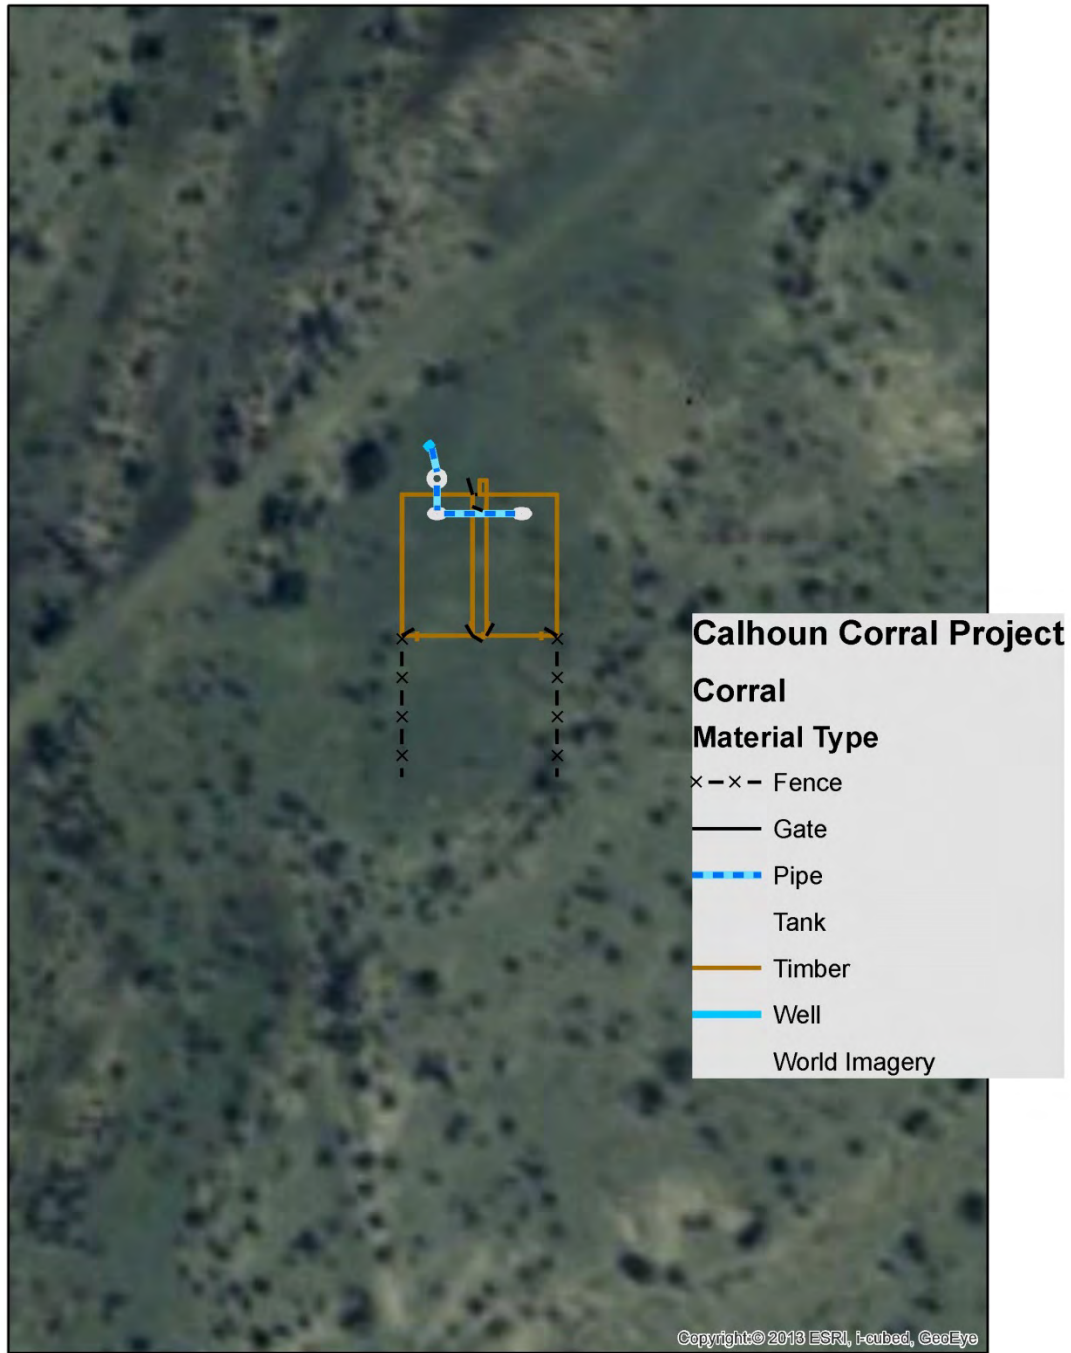 Calhoun Corral Project
Corral
Material Type
Fence
Gate
Pipe
Tank
Timber
Well
World Imagery
Copyright:© 2013 ESRI, i-cubed, GeoEye